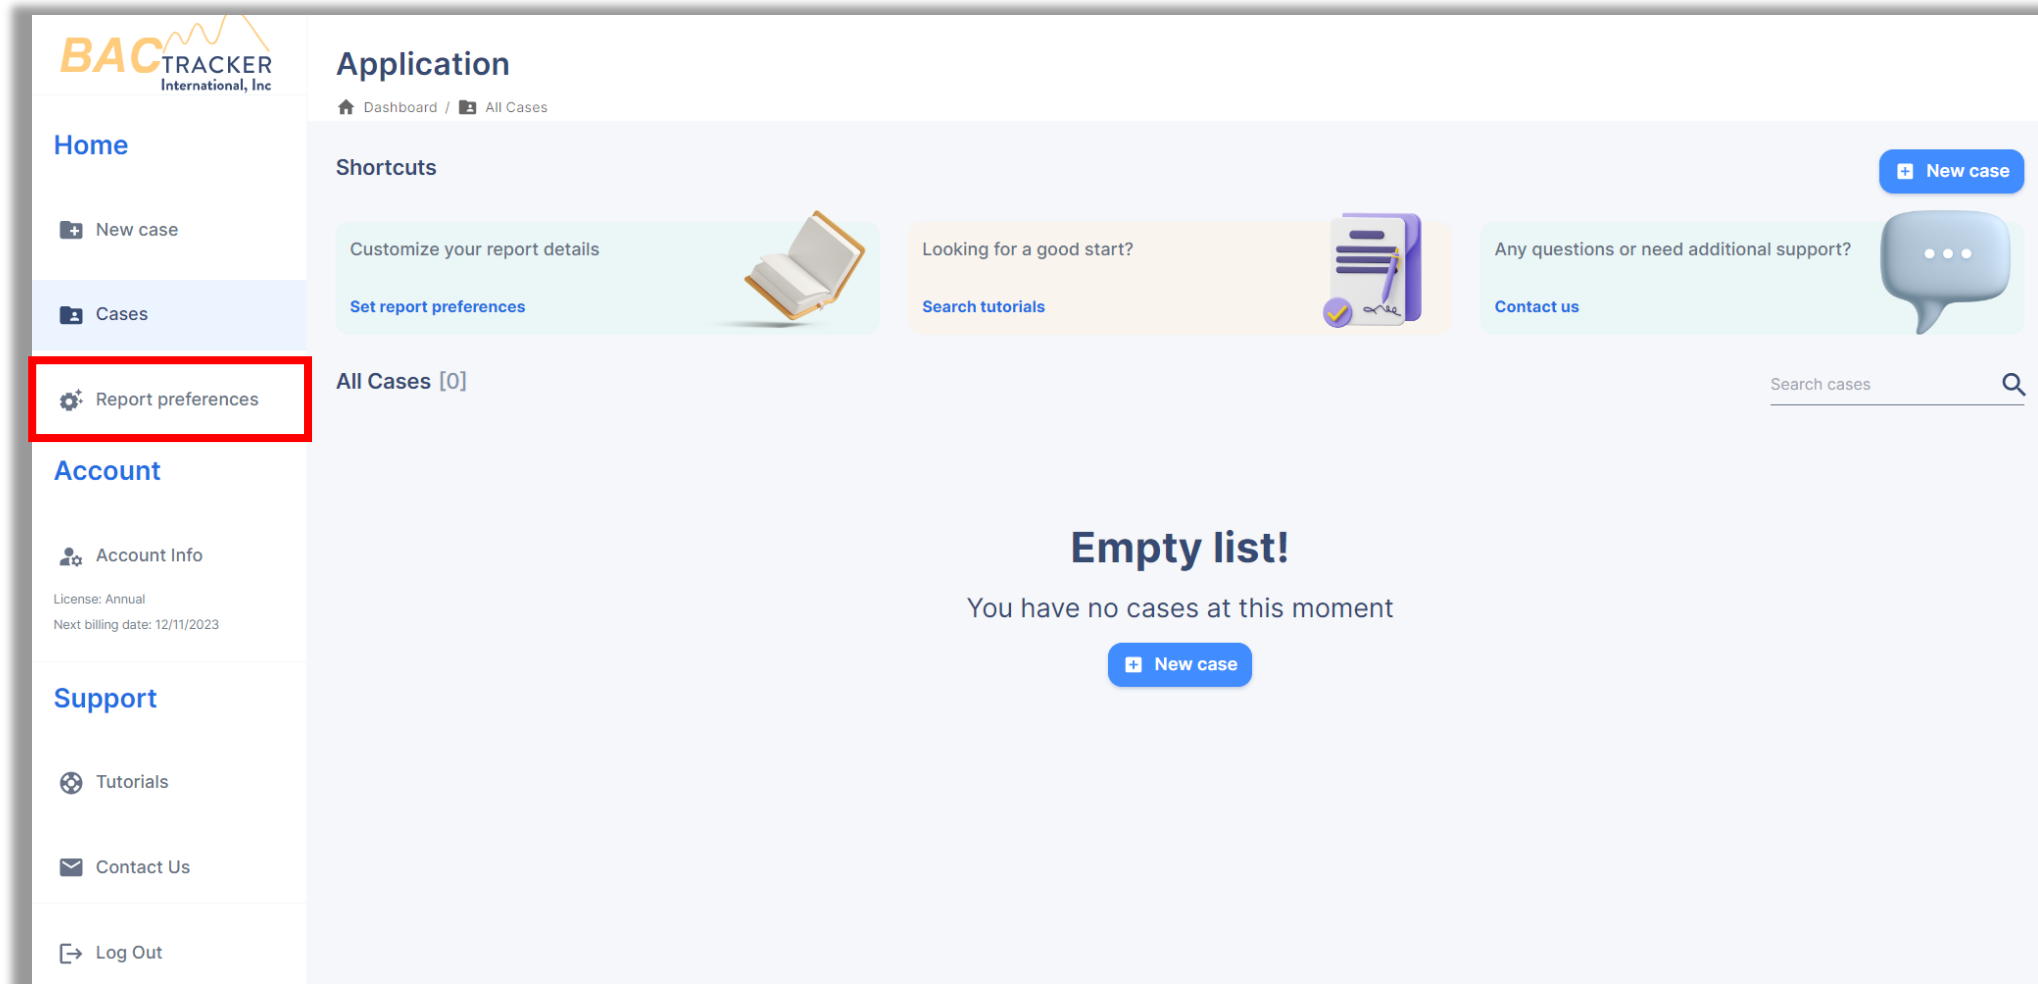 BACTRACKER
International, Inc
Home
New case
Cases
Report preferences
Account
Account Info
License: Annual
Next billing date: 12/11/2023
Support
Tutorials
Contact Us
Log Out
Application
Dashboard / All Cases
Shortcuts
New case
Customize your report details
Set report preferences
Looking for a good start?
Search tutorials
Any questions or need additional support?
Contact us
All Cases [0]
Search cases
Empty list!
You have no cases at this moment
New case